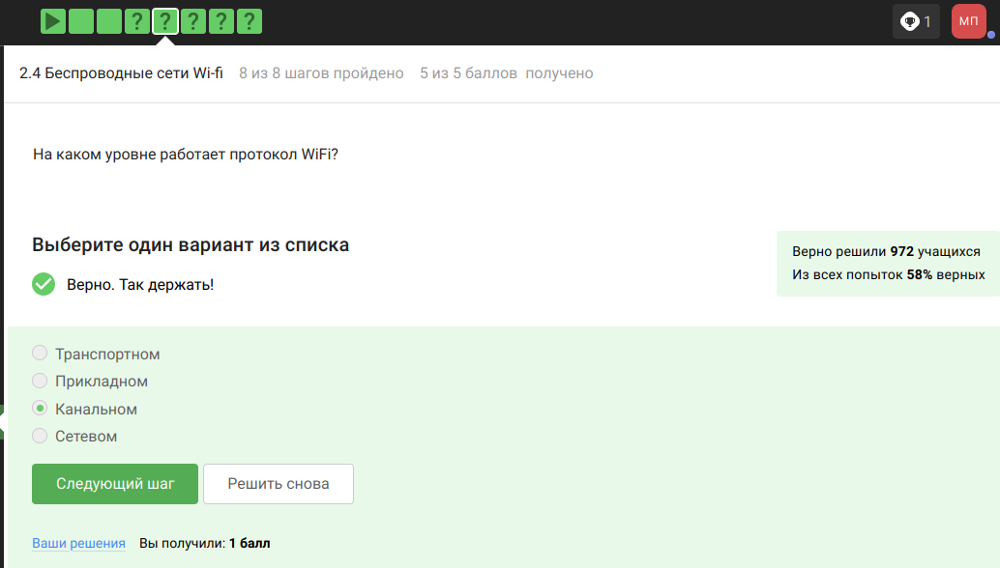 ? ? ? ? ?
1
МП
2.4 Беспроводные сети Wi-fi 8 из 8 шагов пройдено 5 из 5 баллов получено
На каком уровне работает протокол WiFi?
Выберите один вариант из списка
Верно. Так держать!
Верно решили 972 учащихся
Из всех попыток 58% верных
Транспортном
Прикладном
Канальном
Сетевом
Следующий шаг Решить снова
Ваши решения Вы получили: 1 балл